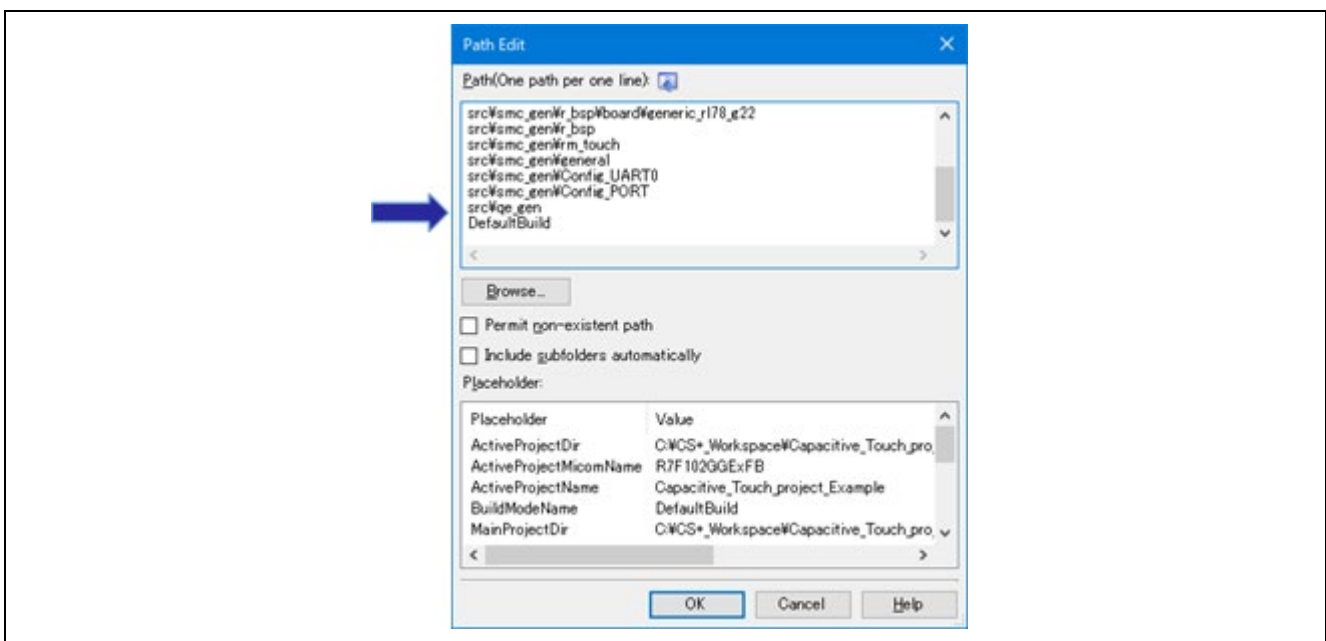 Path Edit
Path(One path per one line):
src¥smc_gen¥r_bsp¥board¥generic_rl78_g22
src¥smc_gen¥r_bsp
src¥smc_gen¥rm_touch
src¥smc_gen¥general
src¥smc_gen¥Config_UART0
src¥smc_gen¥Config_PORT
src¥qe_gen
DefaultBuild
Browse...
Permit non-existent path
Include subfolders automatically
Placeholder:
Placeholder Value
ActiveProjectDir C:¥CS+_Workspace¥Capacitive_Touch_pro
ActiveProjectMicomName R7F102GGExFB
ActiveProjectName Capacitive_Touch_project_Example
BuildModeName DefaultBuild
MainProjectDir C:¥CS+_Workspace¥Capacitive_Touch_pro
OK Cancel Help